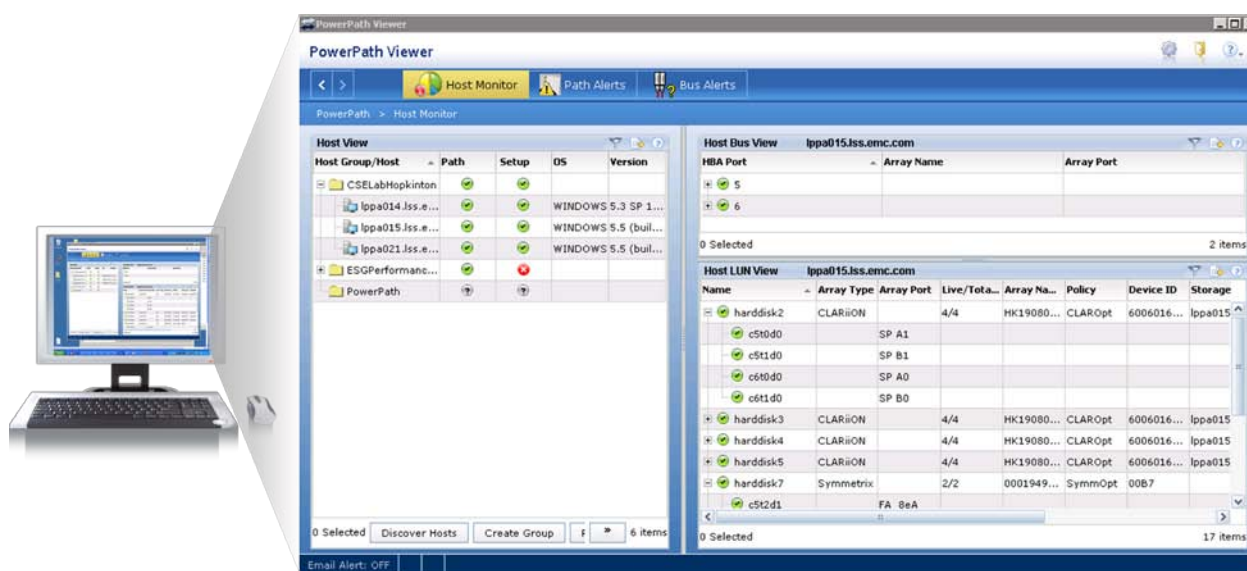 PowerPath Viewer
PowerPath Viewer
Host Monitor Path Alerts Bus Alerts
PowerPath > Host Monitor
Host View
Host Group/Host Path Setup OS Version
CSELabHopkinton
lppa014.lss.e... WINDOWS 5.3 SP 1...
lppa015.lss.e... WINDOWS 5.5 (buil...
lppa021.lss.e... WINDOWS 5.5 (buil...
ESGPerformanc...
PowerPath
0 Selected Discover Hosts Create Group » 6 items
Host Bus View lppa015.lss.emc.com
HBA Port Array Name Array Port
5
6
0 Selected 2 items
Host LUN View lppa015.lss.emc.com
Name Array Type Array Port Live/Tota... Array Na... Policy Device ID Storage
harddisk2 CLARiiON 4/4 HK19080... CLAROpt 6006016... lppa015
c5t0d0 SP A1
c5t1d0 SP B1
c6t0d0 SP A0
c6t1d0 SP B0
harddisk3 CLARiiON 4/4 HK19080... CLAROpt 6006016... lppa015
harddisk4 CLARiiON 4/4 HK19080... CLAROpt 6006016... lppa015
harddisk5 CLARiiON 4/4 HK19080... CLAROpt 6006016... lppa015
harddisk7 Symmetrix 2/2 0001949... SymmOpt 00B7
c5t2d1 FA 8eA
0 Selected 17 items
Email Alert: OFF